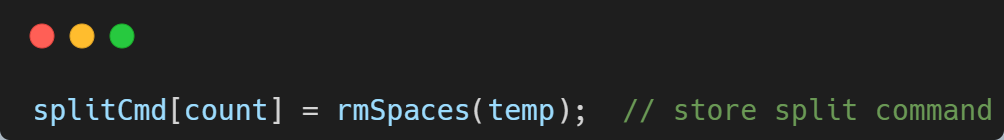 splitCmd[count] = rmSpaces(temp);  // store split command